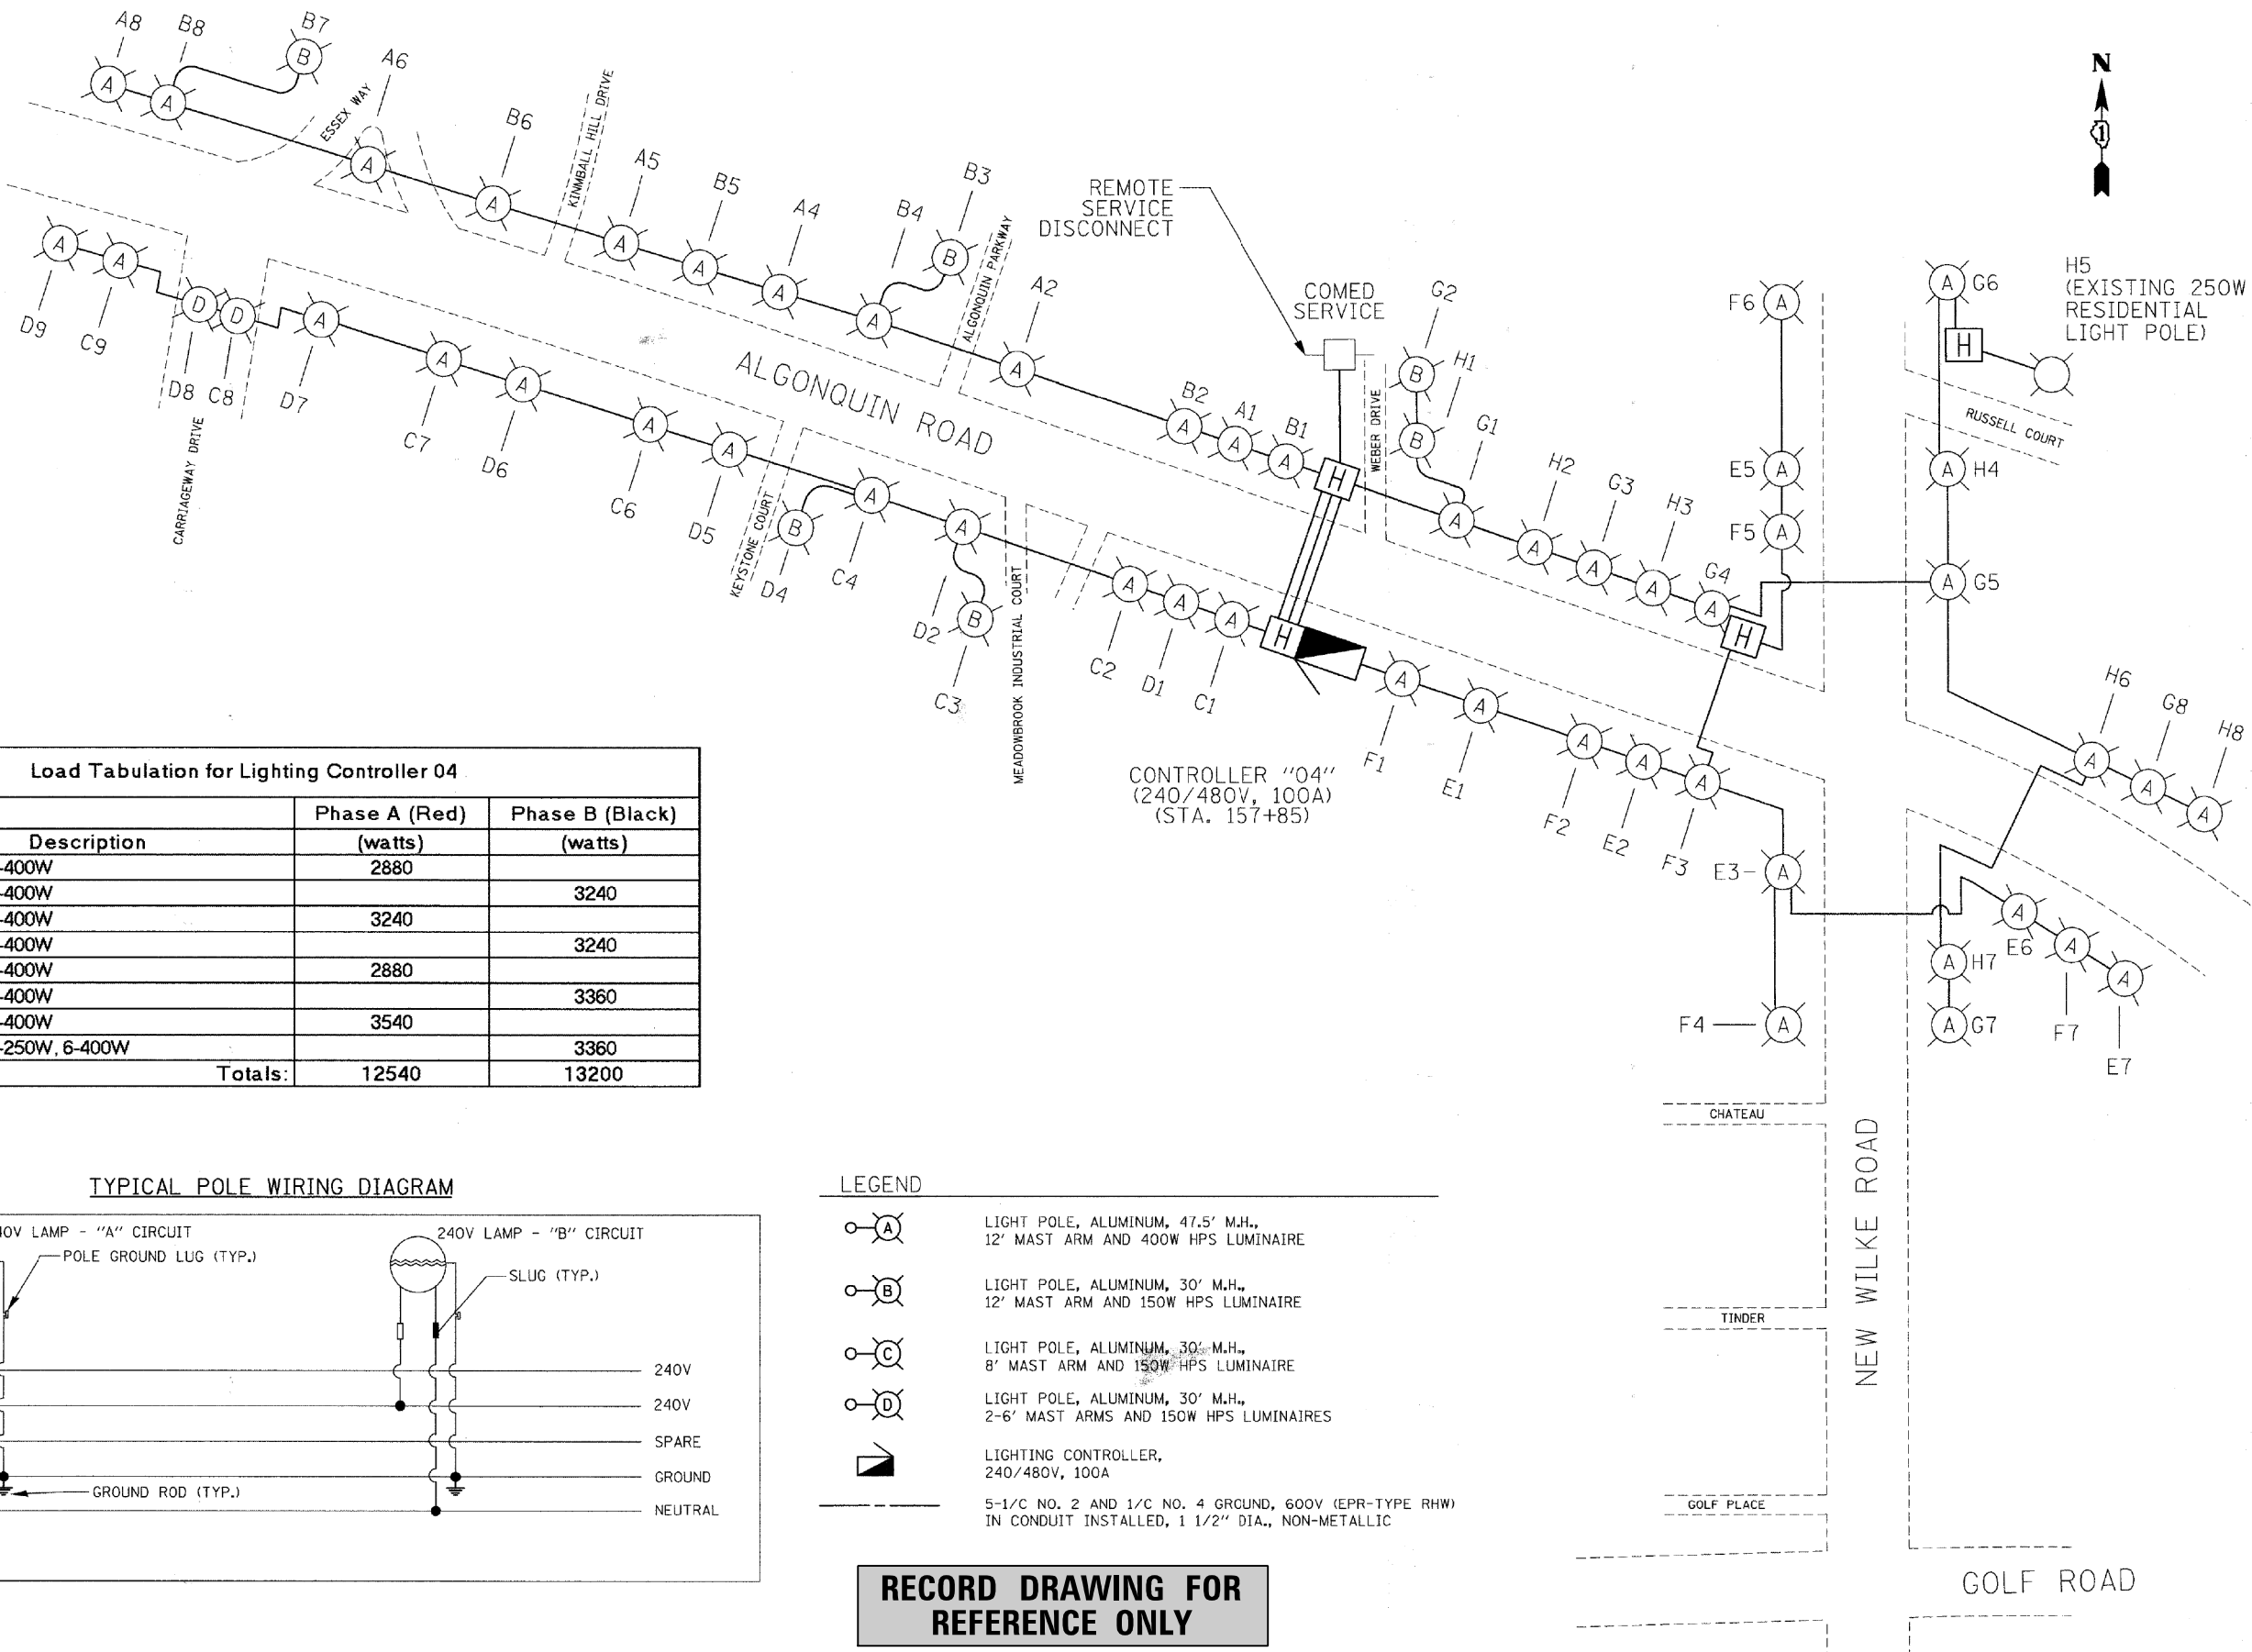 A8
B8
B7
A6
ESSEX WAY
B6
KINMBALL HILL DRIVE
A5
B5
A4
B4
B3
ALGONQUIN PARKWAY
A2
REMOTE
SERVICE
DISCONNECT
COMED
SERVICE
G2
H1
G1
WEBER DRIVE
B2
A1
B1
H2
G3
H3
G4
N
1
F6
E5
F5
G6
H5
(EXISTING 250W
RESIDENTIAL
LIGHT POLE)
RUSSELL COURT
H4
G5
H6
G8
H8
A
A
B
A
A
A
A
A
A
B
A
A
A
A
H
B
B
A
A
A
A
A
H
A
A
A
A
H
A
A
A
A
A
D9
C9
D8
C8
D7
C7
D6
C6
D5
D4
C4
D2
C3
C2
D1
C1
A
A
D
D
A
A
A
A
A
B
A
A
B
A
A
A
H
CARRIAGEWAY DRIVE
KEYSTONE COURT
MEADOWBROOK INDUSTRIAL COURT
ALGONQUIN ROAD
CONTROLLER "04"
(240/480V, 100A)
(STA. 157+85)
F1
E1
F2
E2
F3
E3
F4
A
A
A
A
A
A
A
H7
G7
E6
F7
E7
A
A
A
A
A
Load Tabulation for Lighting Controller 04
Phase A (Red) Phase B (Black)
Description (watts) (watts)
-400W 2880
-400W 3240
-400W 3240
-400W 3240
-400W 2880
-400W 3360
-400W 3540
-250W, 6-400W 3360
Totals: 12540 13200
TYPICAL POLE WIRING DIAGRAM
0V LAMP - "A" CIRCUIT
POLE GROUND LUG (TYP.)
240V LAMP - "B" CIRCUIT
SLUG (TYP.)
240V
240V
SPARE
GROUND
NEUTRAL
GROUND ROD (TYP.)
LEGEND
A LIGHT POLE, ALUMINUM, 47.5' M.H.,
12' MAST ARM AND 400W HPS LUMINAIRE
B LIGHT POLE, ALUMINUM, 30' M.H.,
12' MAST ARM AND 150W HPS LUMINAIRE
C LIGHT POLE, ALUMINUM, 30' M.H.,
8' MAST ARM AND 150W HPS LUMINAIRE
D LIGHT POLE, ALUMINUM, 30' M.H.,
2-6' MAST ARMS AND 150W HPS LUMINAIRES
LIGHTING CONTROLLER,
240/480V, 100A
5-1/C NO. 2 AND 1/C NO. 4 GROUND, 600V (EPR-TYPE RHW)
IN CONDUIT INSTALLED, 1 1/2" DIA., NON-METALLIC
RECORD DRAWING FOR
REFERENCE ONLY
CHATEAU
TINDER
GOLF PLACE
NEW WILKE ROAD
GOLF ROAD